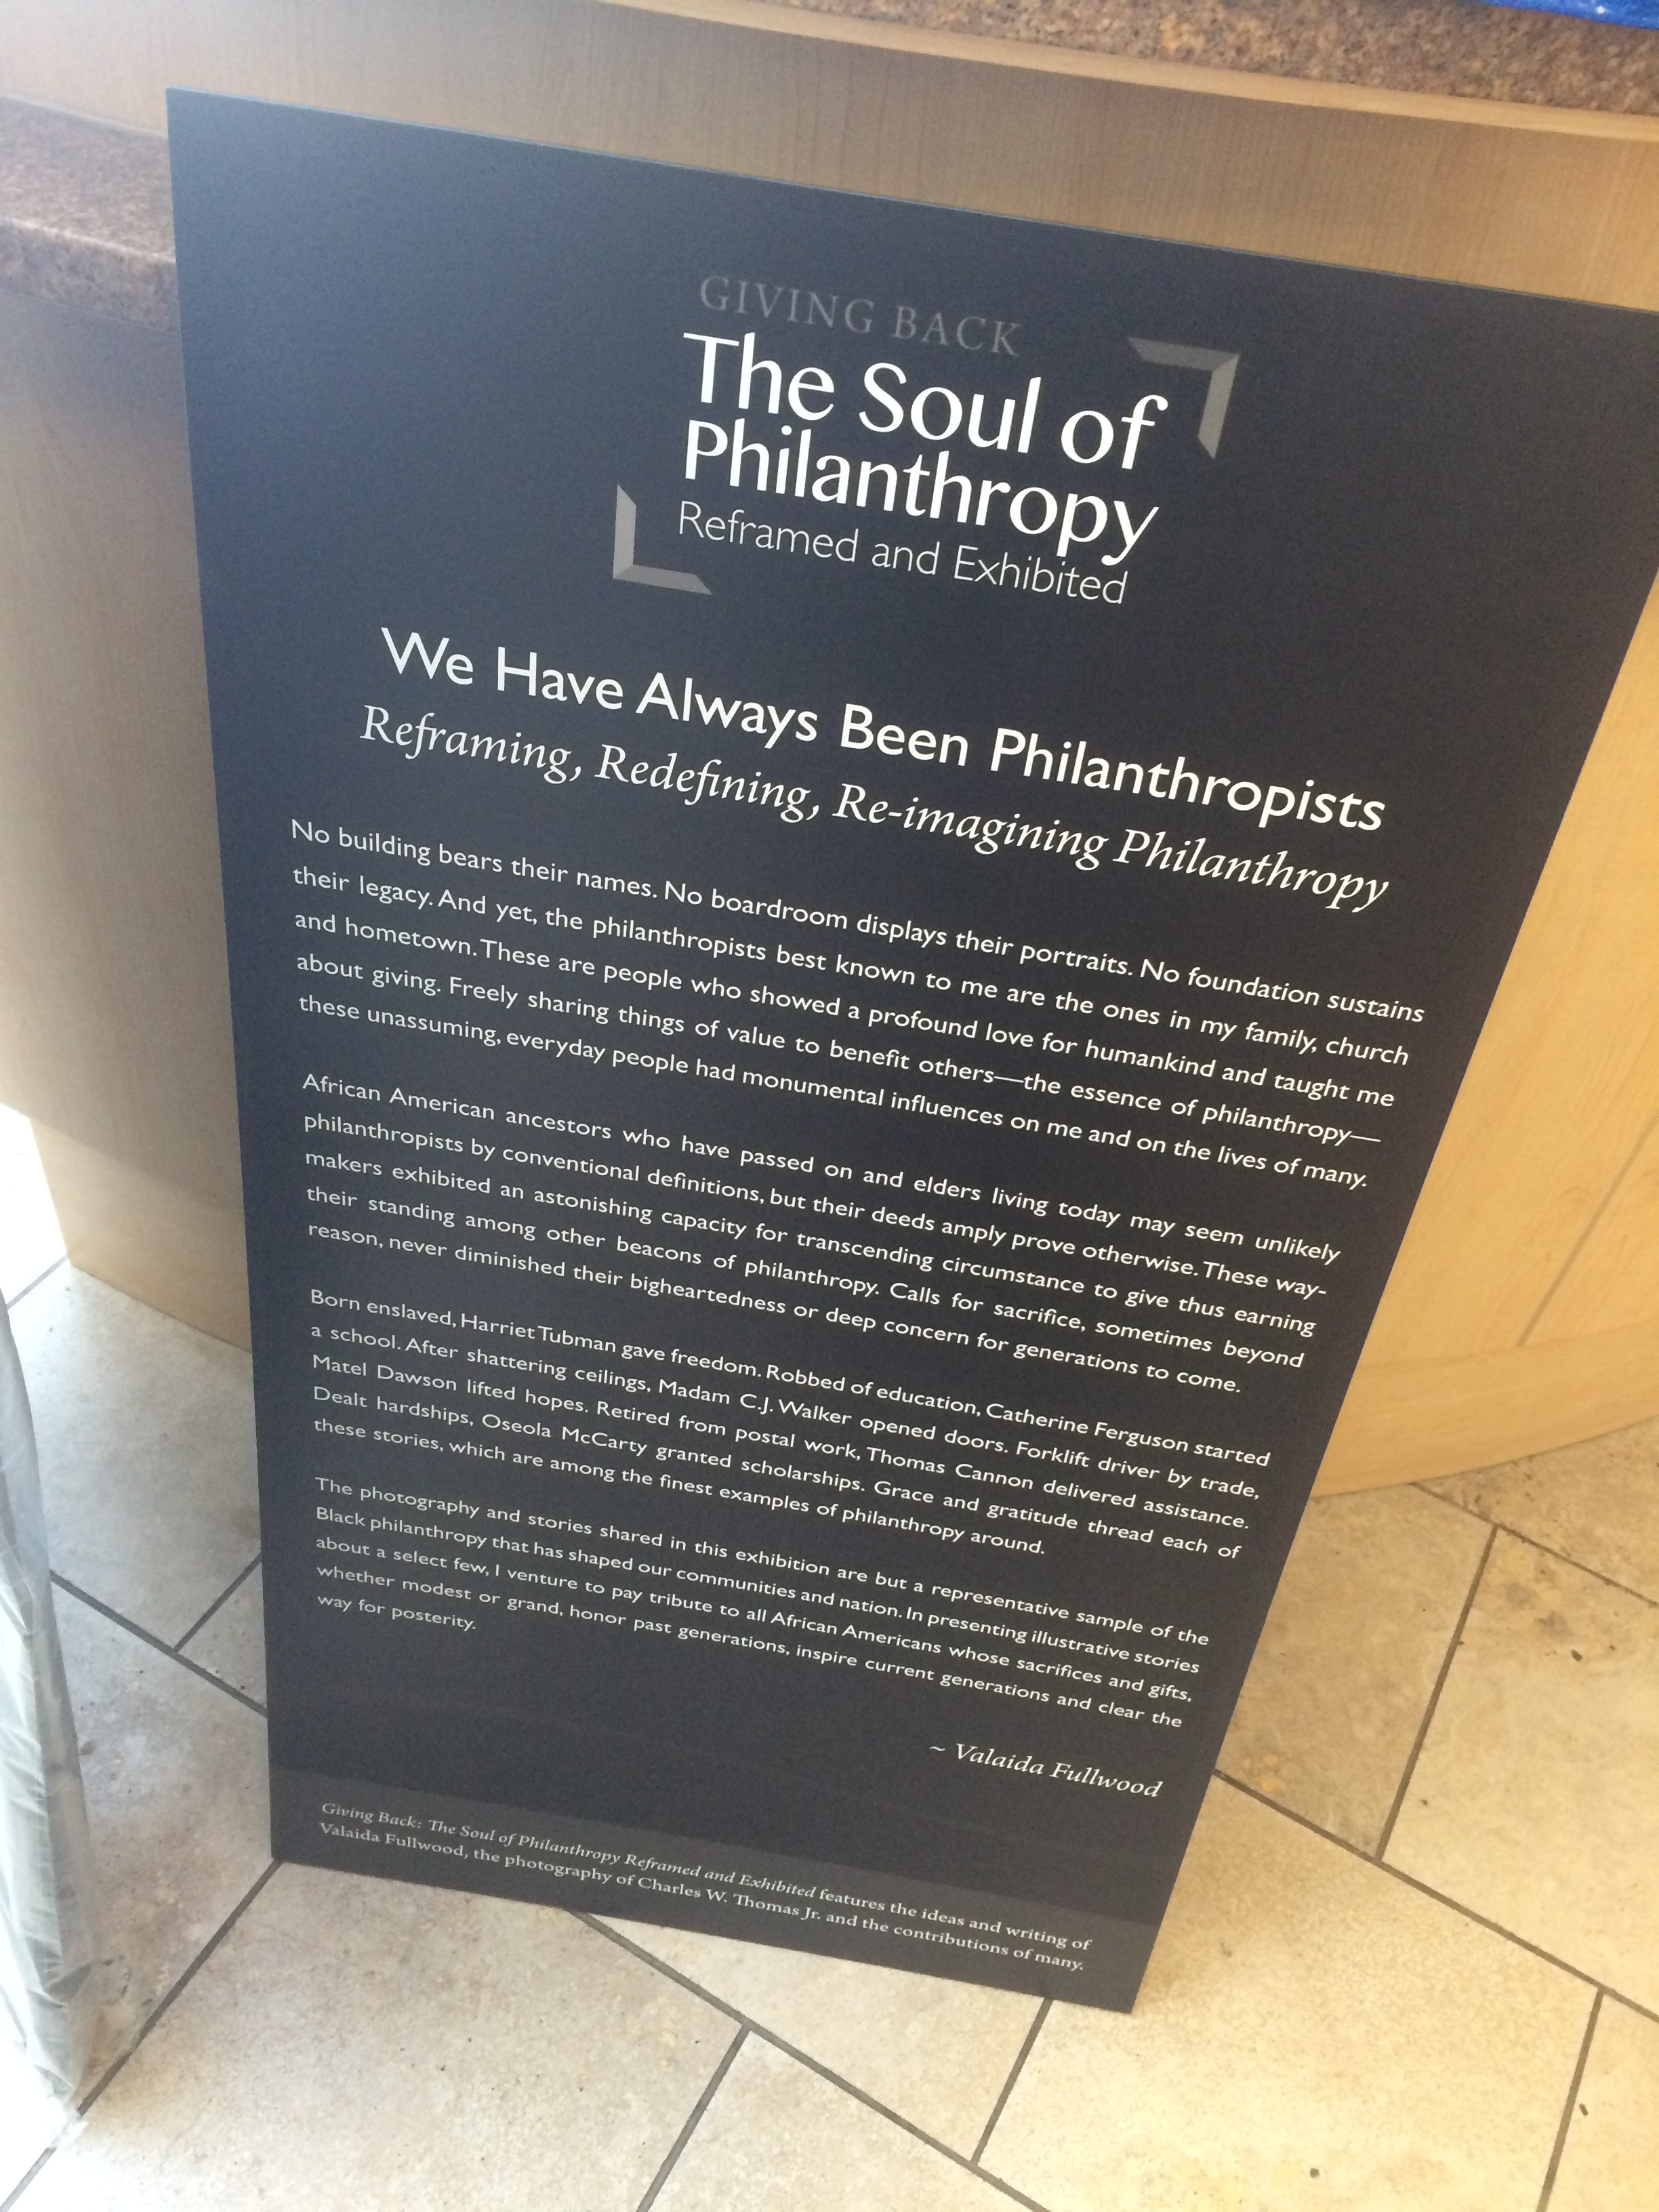 GIVING BACK
The Soul of
Philanthropy
Reframed and Exhibited
We Have Always Been Philanthropists
Reframing, Redefining, Re-imagining Philanthropy
No building bears their names. No boardroom displays their portraits. No foundation sustains
their legacy. And yet, the philanthropists best known to me are the ones in my family, church
and hometown. These are people who showed a profound love for humankind and taught me
about giving. Freely sharing things of value to benefit others—the essence of philanthropy—
these unassuming, everyday people had monumental influences on me and on the lives of many.
African American ancestors who have passed on and elders living today may seem unlikely
philanthropists by conventional definitions, but their deeds amply prove otherwise. These way-
makers exhibited an astonishing capacity for transcending circumstance to give thus earning
their standing among other beacons of philanthropy. Calls for sacrifice, sometimes beyond
reason, never diminished their bigheartedness or deep concern for generations to come.
Born enslaved, Harriet Tubman gave freedom. Robbed of education, Catherine Ferguson started
a school. After shattering ceilings, Madam C.J. Walker opened doors. Forklift driver by trade,
Matel Dawson lifted hopes. Retired from postal work, Thomas Cannon delivered assistance.
Dealt hardships, Oseola McCarty granted scholarships. Grace and gratitude thread each of
these stories, which are among the finest examples of philanthropy around.
The photography and stories shared in this exhibition are but a representative sample of the
Black philanthropy that has shaped our communities and nation. In presenting illustrative stories
about a select few, I venture to pay tribute to all African Americans whose sacrifices and gifts,
whether modest or grand, honor past generations, inspire current generations and clear the
way for posterity.
~ Valaida Fullwood
Giving Back: The Soul of Philanthropy Reframed and Exhibited features the ideas and writing of
Valaida Fullwood, the photography of Charles W. Thomas Jr. and the contributions of many.